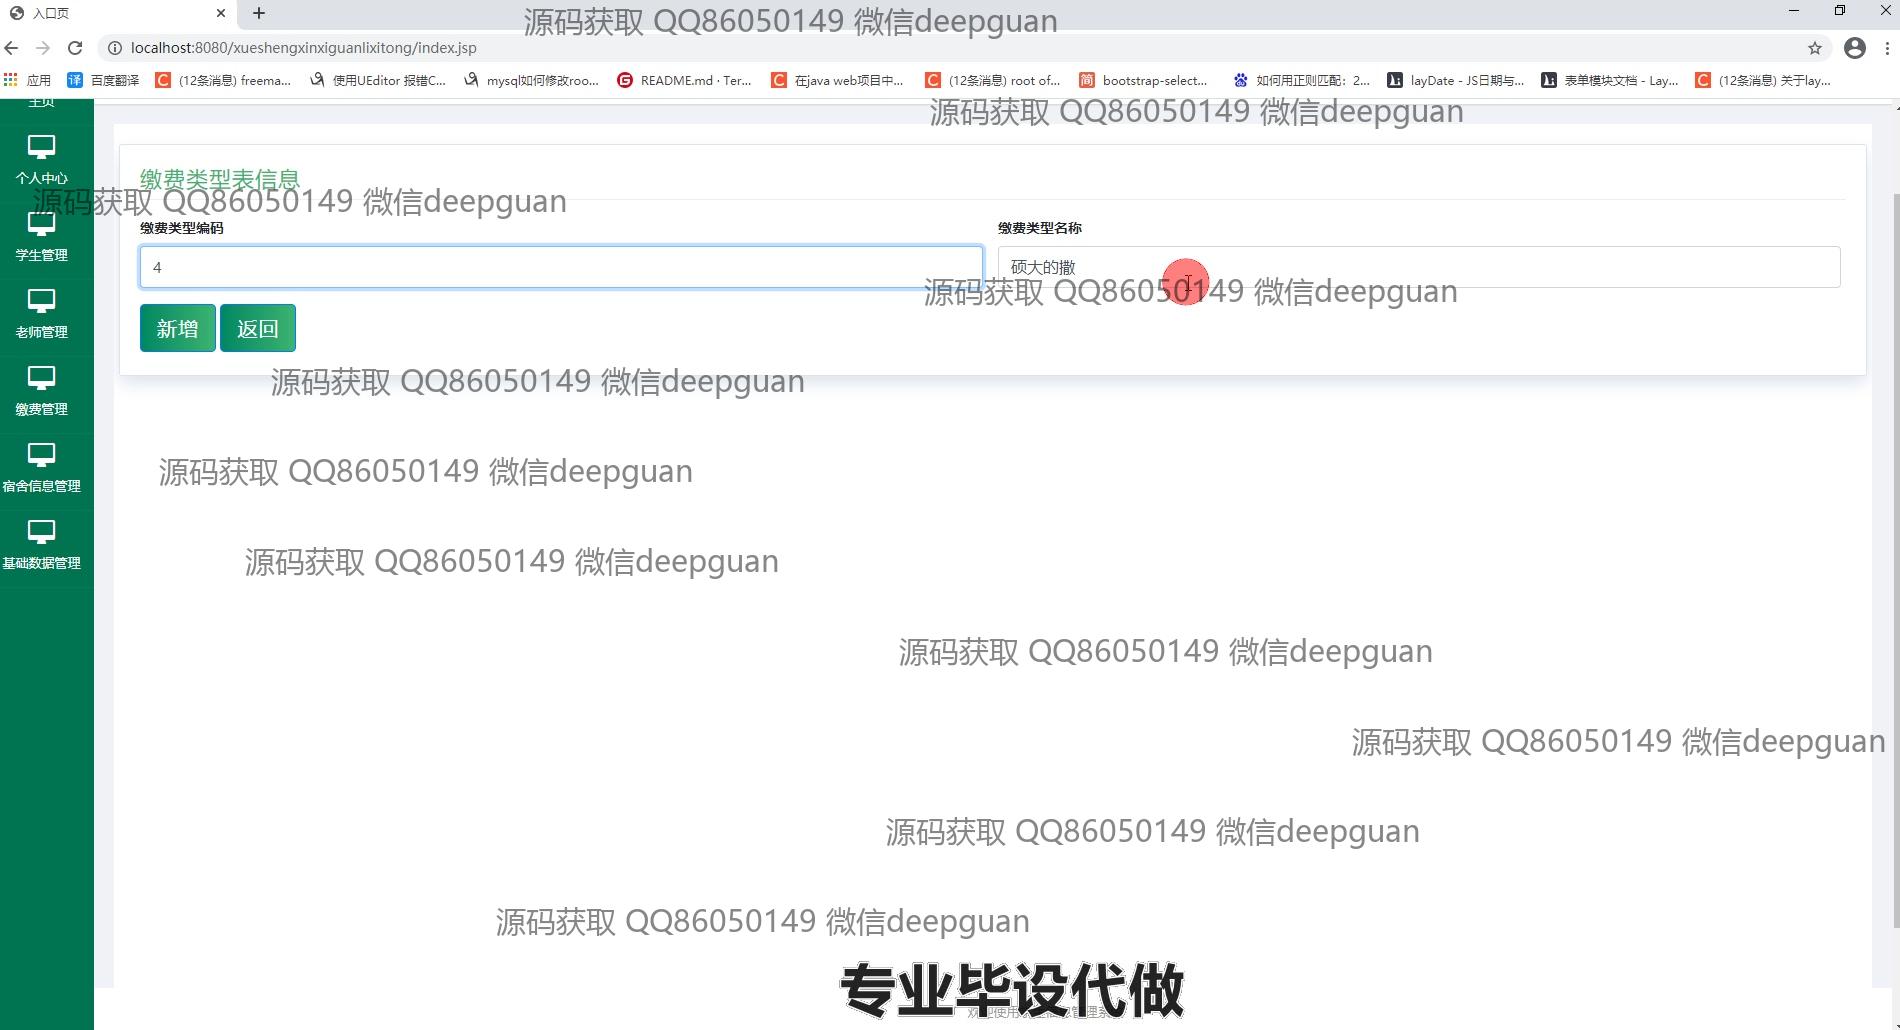 入口页
源码获取 QQ86050149 微信deepguan
localhost:8080/xueshengxinxiguanlixitong/index.jsp
应用 百度翻译 (12条消息) freema... 使用UEditor 报错C... mysql如何修改roo... README.md · Ter... 在java web项目中... (12条消息) root of... bootstrap-select... 如何用正则匹配：2... layDate - JS日期与... 表单模块文档 - Lay... (12条消息) 关于lay...
主页
源码获取 QQ86050149 微信deepguan
个人中心
缴费类型表信息
源码获取 QQ86050149 微信deepguan
缴费类型编码 缴费类型名称
学生管理
4 硕大的撒
源码获取 QQ86050149 微信deepguan
新增 返回
老师管理
源码获取 QQ86050149 微信deepguan
缴费管理
源码获取 QQ86050149 微信deepguan
宿舍信息管理
源码获取 QQ86050149 微信deepguan
基础数据管理
源码获取 QQ86050149 微信deepguan
源码获取 QQ86050149 微信deepguan
源码获取 QQ86050149 微信deepguan
源码获取 QQ86050149 微信deepguan
专业毕设代做